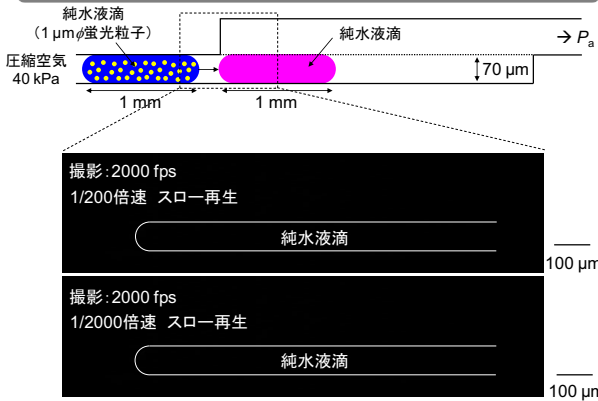 純水液滴
（1 µmϕ蛍光粒子）
純水液滴
→ Pa
圧縮空気
40 kPa
70 µm
1 mm
1 mm
撮影：2000 fps
1/200倍速 スロー再生
純水液滴
100 µm
撮影：2000 fps
1/2000倍速 スロー再生
純水液滴
100 µm